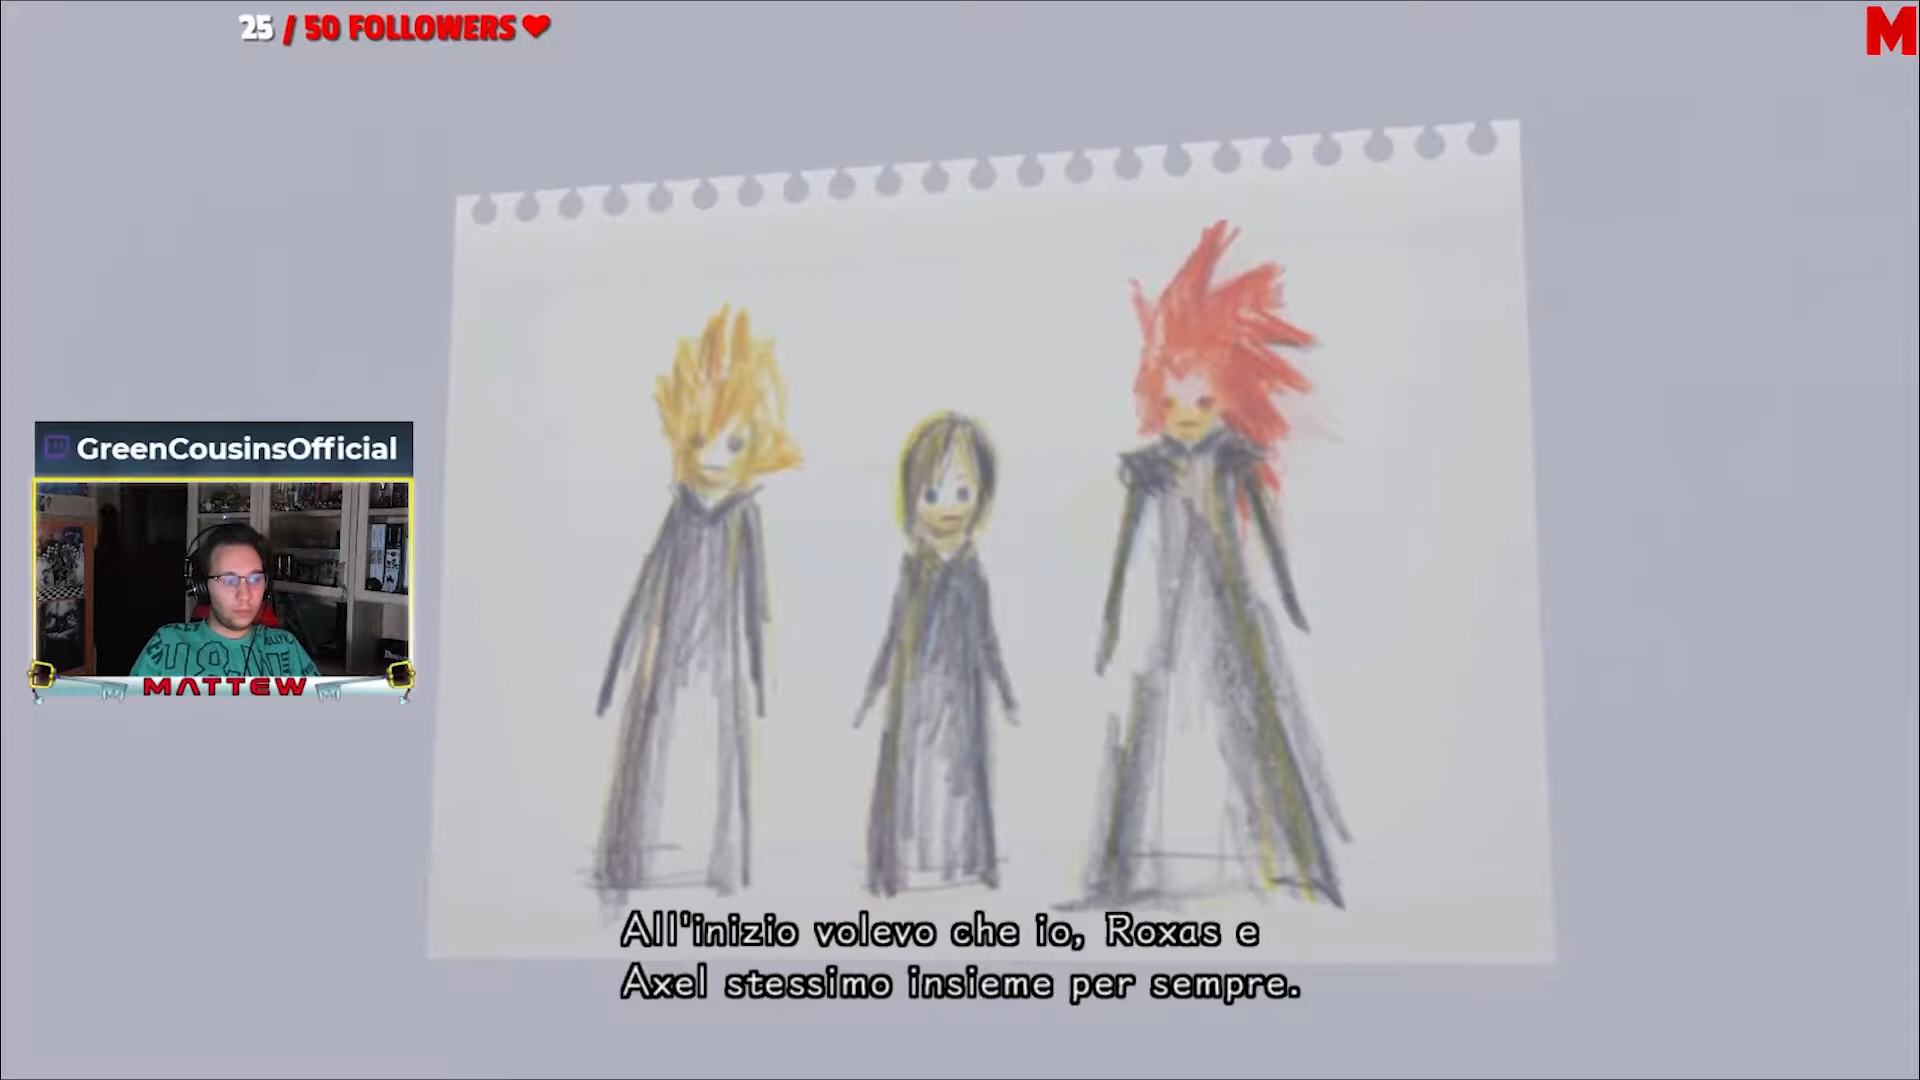 25 / 50 FOLLOWERS
M
GreenCousinsOfficial
MATTEW
All'inizio volevo che io, Roxas e
Axel stessimo insieme per sempre.